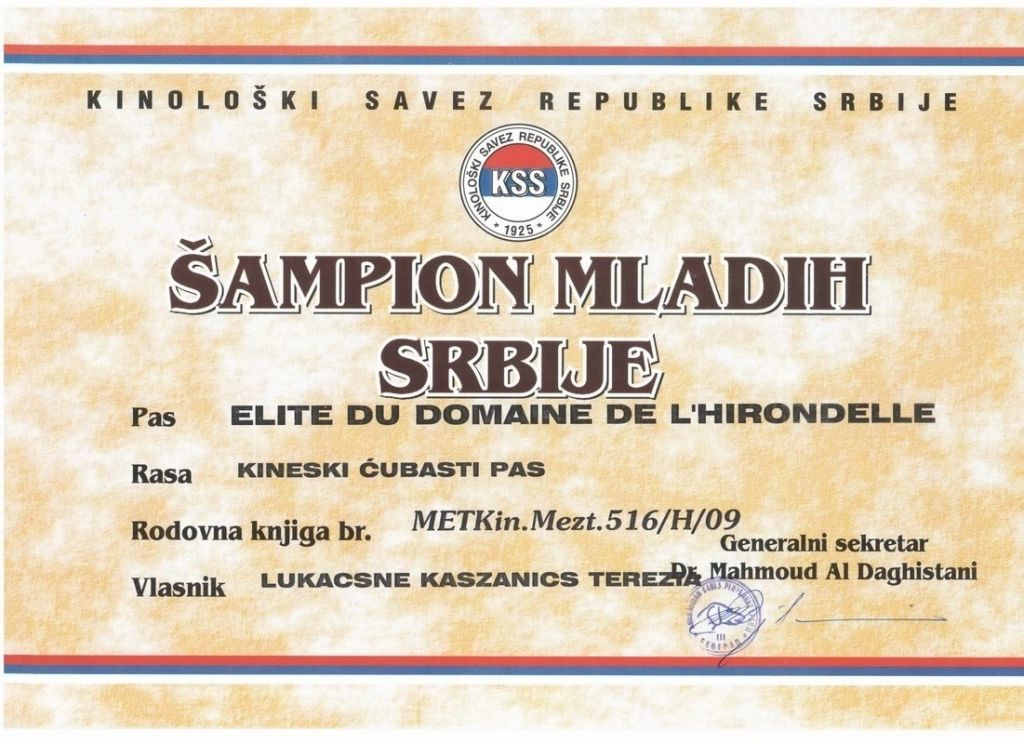 KINOLOŠKI SAVEZ REPUBLIKE SRBIJE
KINOLOŠKI SAVEZ REPUBLIKE SRBIJE
KSS
* 1925 *
ŠAMPION MLADIH
SRBIJE
Pas ELITE DU DOMAINE DE L'HIRONDELLE
Rasa KINESKI ĆUBASTI PAS
Rodovna knjiga br. METKin.Mezt.516/H/09
Generalni sekretar
Dr. Mahmoud Al Daghistani
Vlasnik LUKACSNE KASZANICS TEREZIA
III